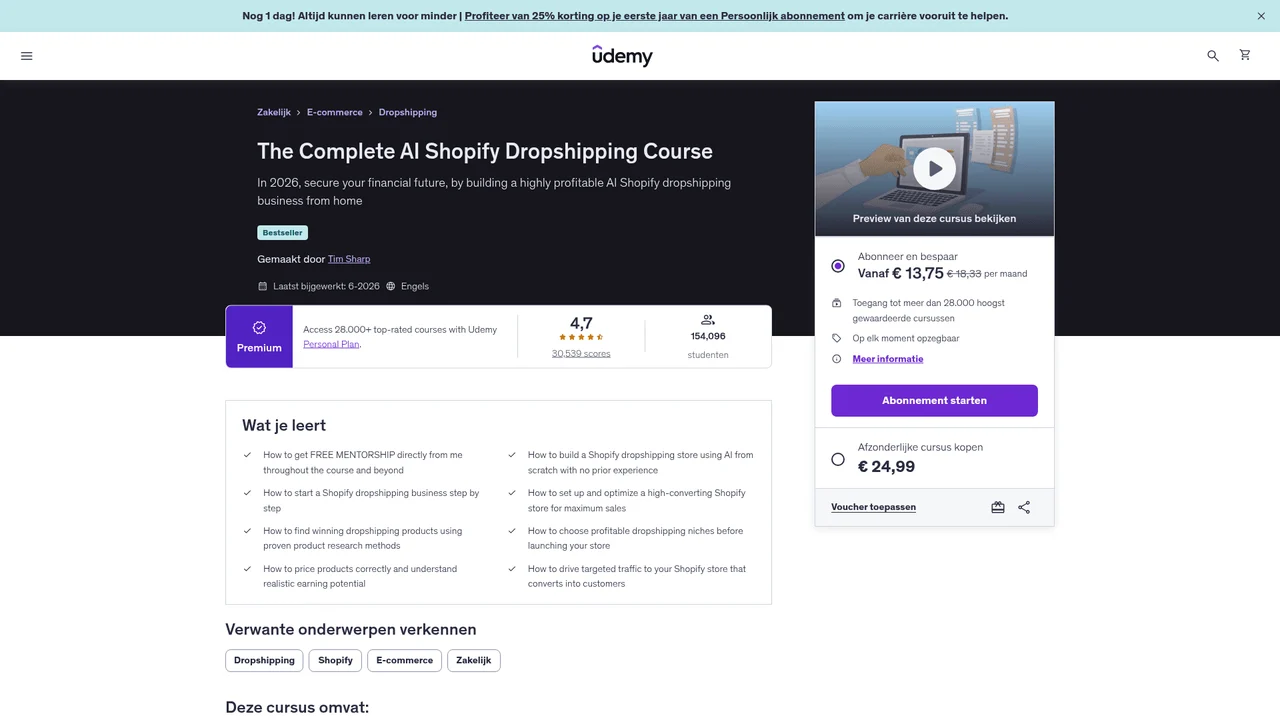 Nog 1 dag! Altijd kunnen leren voor minder | Profiteer van 25% korting op je eerste jaar van een Persoonlijk abonnement om je carrière vooruit te helpen.
udemy
Zakelijk > E-commerce > Dropshipping
The Complete AI Shopify Dropshipping Course
In 2026, secure your financial future, by building a highly profitable AI Shopify dropshipping
business from home
Bestseller
Gemaakt door Tim Sharp
Laatst bijgewerkt: 6-2026 Engels
Premium
Access 28.000+ top-rated courses with Udemy
Personal Plan.
4,7
30,539 scores
154,096
studenten
Preview van deze cursus bekijken
Abonneer en bespaar
Vanaf € 13,75 € 18,33 per maand
Toegang tot meer dan 28.000 hoogst
gewaardeerde cursussen
Op elk moment opzegbaar
Meer informatie
Abonnement starten
Afzonderlijke cursus kopen
€ 24,99
Voucher toepassen
Wat je leert
How to get FREE MENTORSHIP directly from me
throughout the course and beyond
How to build a Shopify dropshipping store using AI from
scratch with no prior experience
How to start a Shopify dropshipping business step by
step
How to set up and optimize a high-converting Shopify
store for maximum sales
How to find winning dropshipping products using
proven product research methods
How to choose profitable dropshipping niches before
launching your store
How to price products correctly and understand
realistic earning potential
How to drive targeted traffic to your Shopify store that
converts into customers
Verwante onderwerpen verkennen
Dropshipping
Shopify
E-commerce
Zakelijk
Deze cursus omvat: